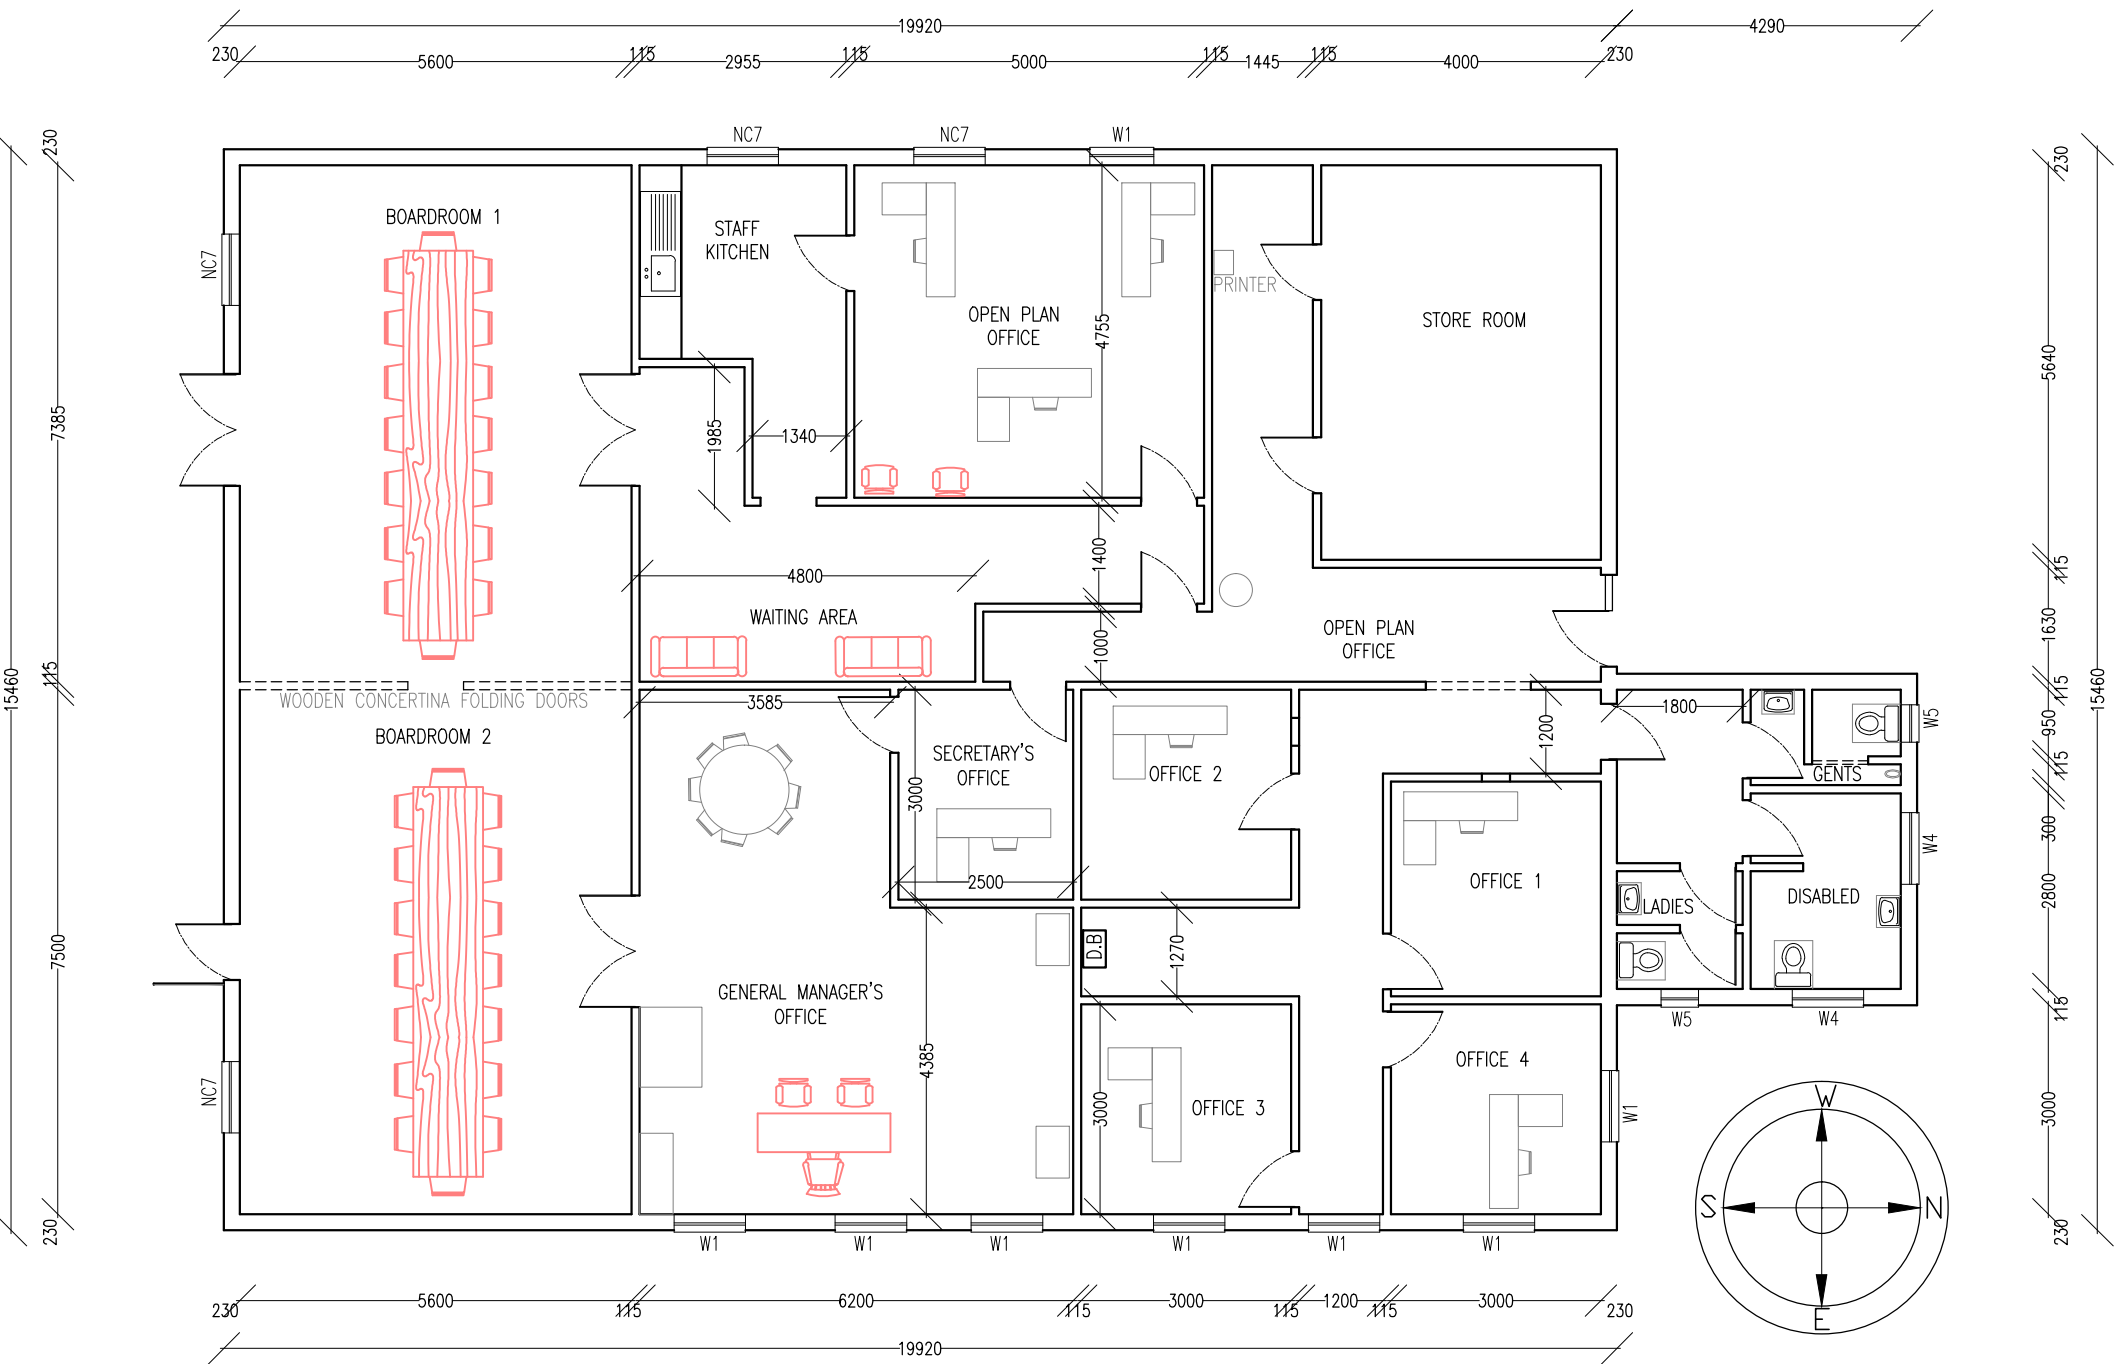 19920
4290
230
5600
115
2955
115
5000
115
1445
115
4000
230
NC7
NC7
W1
230
230
BOARDROOM 1
STAFF
KITCHEN
NC7
PRINTER
OPEN PLAN
OFFICE
STORE ROOM
4755
5640
7385
1985
1340
1400
4800
115
WAITING AREA
OPEN PLAN
OFFICE
1630
1000
15460
115
115
15460
WOODEN CONCERTINA FOLDING DOORS
3585
1800
950
W5
BOARDROOM 2
1200
SECRETARY'S
OFFICE
OFFICE 2
115
GENTS
3000
300
W4
2500
OFFICE 1
2800
LADIES
DISABLED
7500
D.B
1270
GENERAL MANAGER'S
OFFICE
115
W5
W4
4385
OFFICE 4
NC7
3000
OFFICE 3
W1
3000
W
S
N
E
230
230
W1
W1
W1
W1
W1
W1
230
5600
115
6200
115
3000
115
1200
115
3000
230
19920